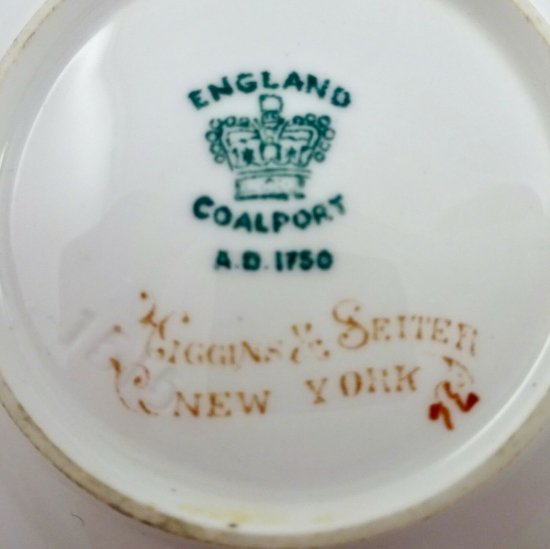 ENGLAND
COALPORT
A.D. 1750
HIGGINS & SEITER
NEW YORK